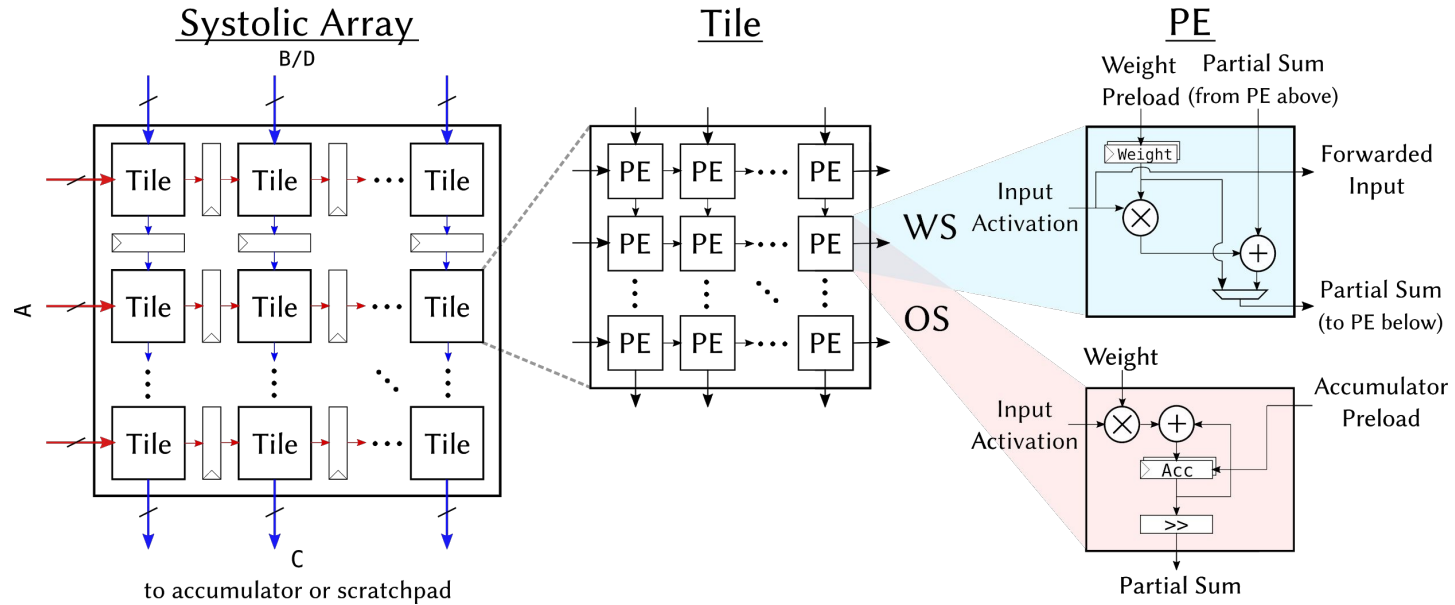 Systolic Array
B/D
Tile Tile Tile
Tile Tile Tile
Tile Tile Tile
A
C
to accumulator or scratchpad
Tile
PE PE PE
PE PE PE
PE PE PE
WS
OS
PE
Weight
Preload
Partial Sum
(from PE above)
Weight
Input
Activation
Forwarded
Input
Partial Sum
(to PE below)
Weight
Input
Activation
Accumulator
Preload
Acc
>>
Partial Sum